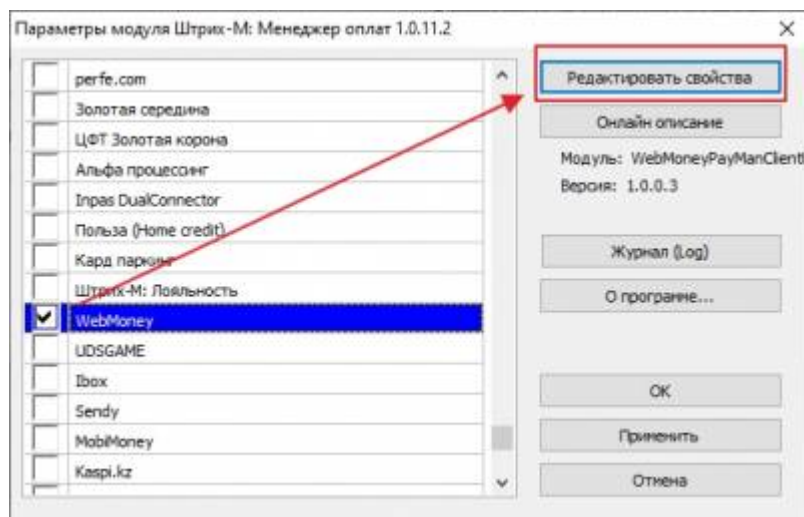 Параметры модуля Штрих-М: Менеджер оплат 1.0.11.2
perfe.com
Золотая середина
ЦФТ Золотая корона
Альфа процессинг
Inpas DualConnector
Польза (Home credit)
Кард паркинг
Штрих-М: Лояльность
WebMoney
UDSGAME
Ibox
Sendy
MobiMoney
Kaspi.kz
Редактировать свойства
Онлайн описание
Модуль: WebMoneyPayManClient
Версия: 1.0.0.3
Журнал (Log)
О программе...
ОК
Применить
Отмена